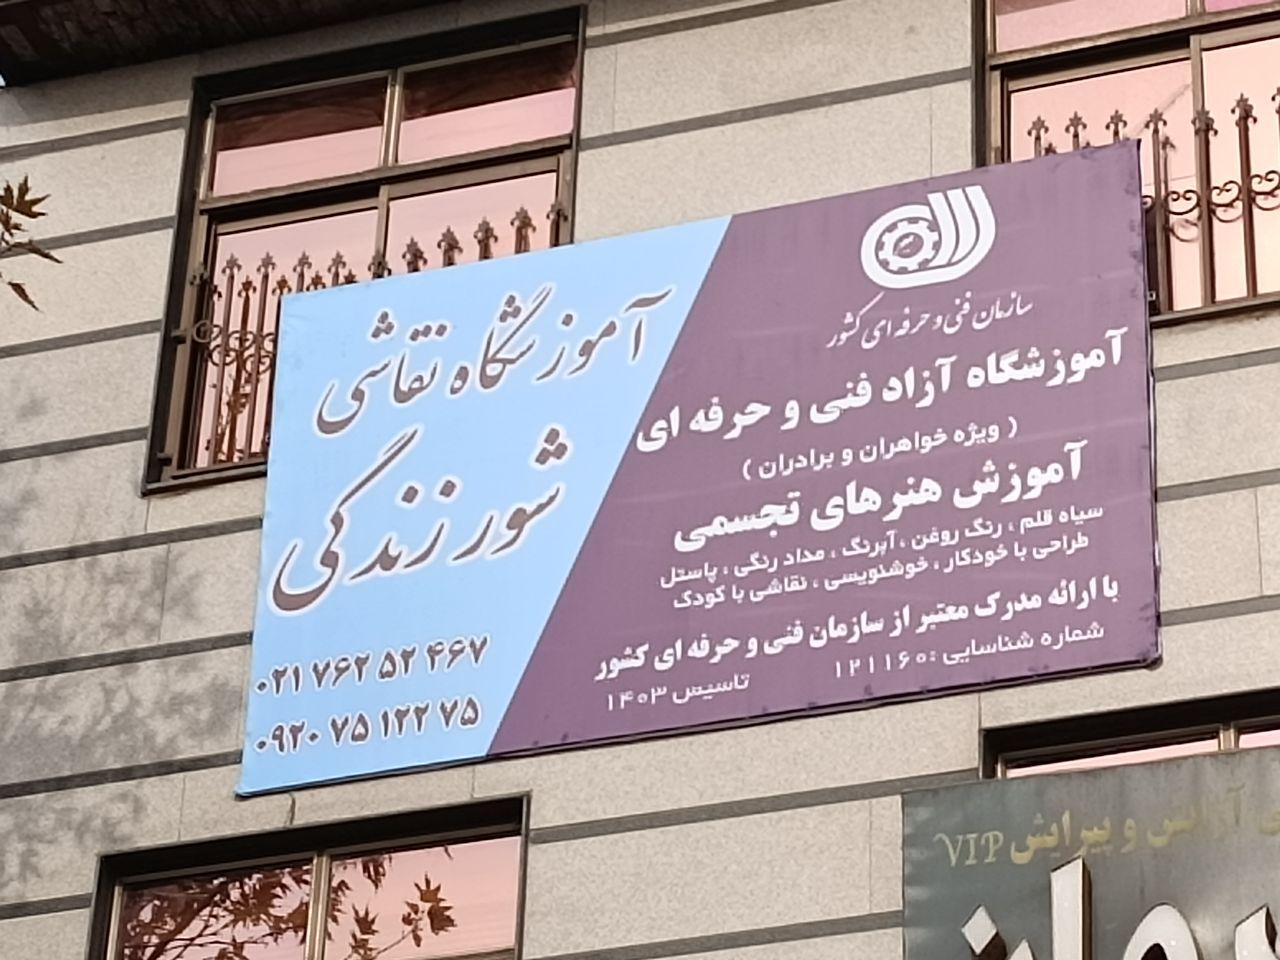 سازمان فنی و حرفه ای کشور
آموزشگاه آزاد فنی و حرفه ای
( ویژه خواهران و برادران )
آموزش هنرهای تجسمی
سیاه قلم ، رنگ روغن ، آبرنگ ، مداد رنگی ، پاستل
طراحی با خودکار ، خوشنویسی ، نقاشی با کودک
با ارائه مدرک معتبر از سازمان فنی و حرفه ای کشور
شماره شناسایی : ۱۲۱۱۶۰
تاسیس ۱۴۰۳
آموزشگاه نقاشی
شور زندگی
۰۲۱ ۷۶۲ ۵۲ ۴۶۷
۰۹۲۰ ۷۵ ۱۲۲ ۷۵
و پیرایش VIP